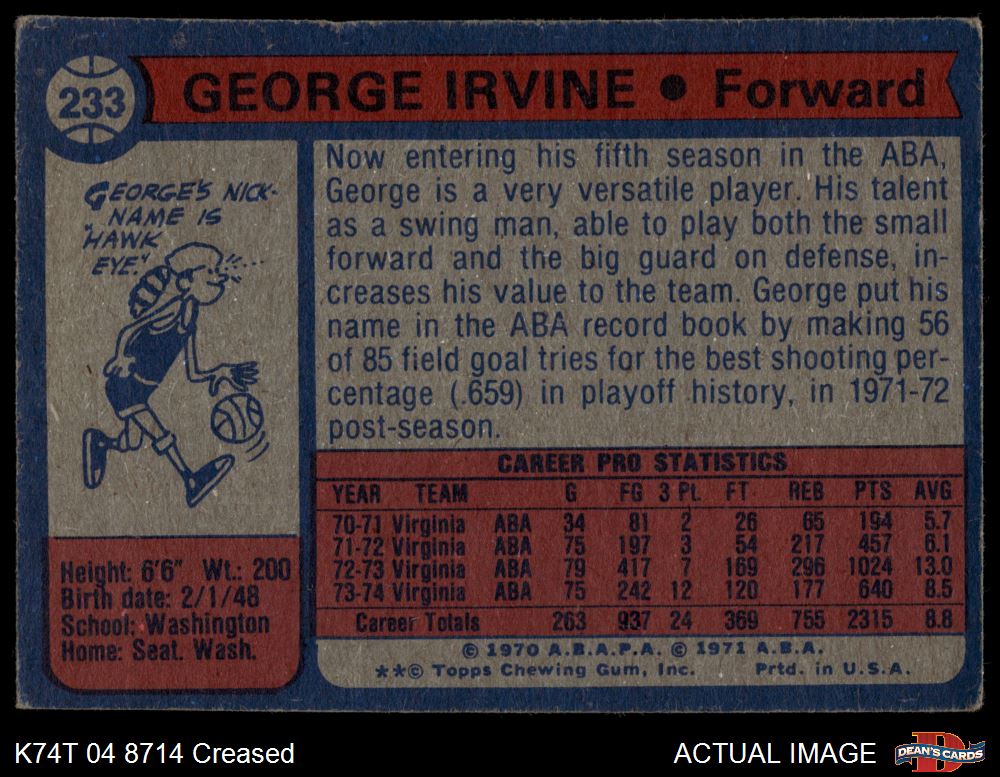 233
GEORGE IRVINE ● Forward
GEORGE'S NICK-
NAME IS
"HAWK
EYE."
Now entering his fifth season in the ABA,
George is a very versatile player. His talent
as a swing man, able to play both the small
forward and the big guard on defense, in-
creases his value to the team. George put his
name in the ABA record book by making 56
of 85 field goal tries for the best shooting per-
centage (.659) in playoff history, in 1971-72
post-season.
CAREER PRO STATISTICS
YEAR TEAM G FG 3 Pt. FT REB PTS AVG
70-71 Virginia ABA 34 81 2 26 65 194 5.7
71-72 Virginia ABA 75 197 3 54 217 457 6.1
72-73 Virginia ABA 79 417 7 169 296 1024 13.0
73-74 Virginia ABA 75 242 12 120 177 640 8.5
Career Totals 263 937 24 369 755 2315 8.8
Height: 6'6" Wt.: 200
Birth date: 2/1/48
School: Washington
Home: Seat. Wash.
© 1970 A.B.A.P.A. © 1971 A.B.A.
**© Topps Chewing Gum, Inc. Prtd. in U.S.A.
K74T 04 8714 Creased
ACTUAL IMAGE
DEAN'S CARDS